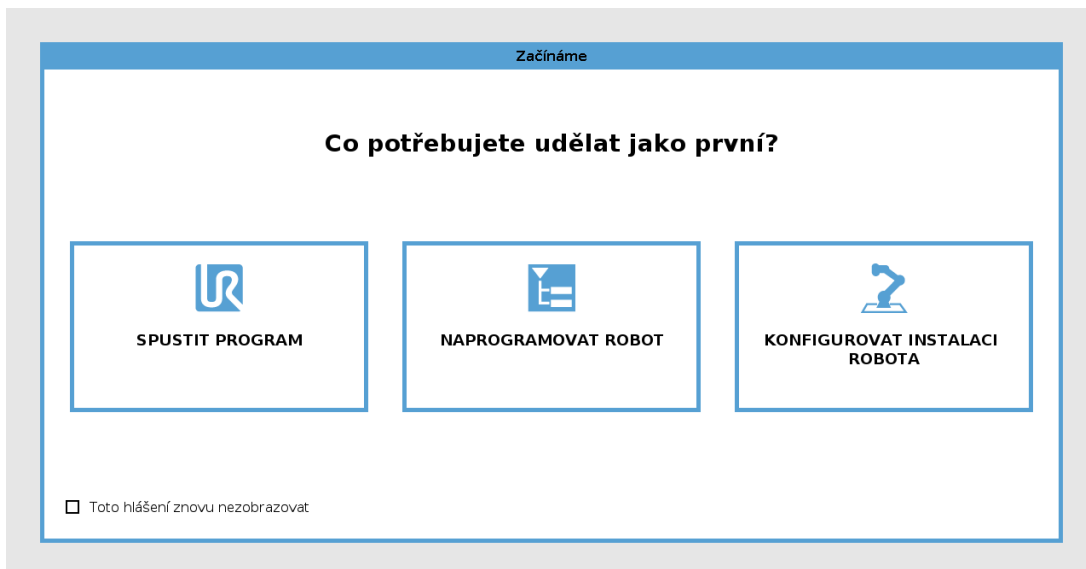 Začínáme
Co potřebujete udělat jako první?
SPUSTIT PROGRAM
NAPROGRAMOVAT ROBOT
KONFIGUROVAT INSTALACI
ROBOTA
Toto hlášení znovu nezobrazovat